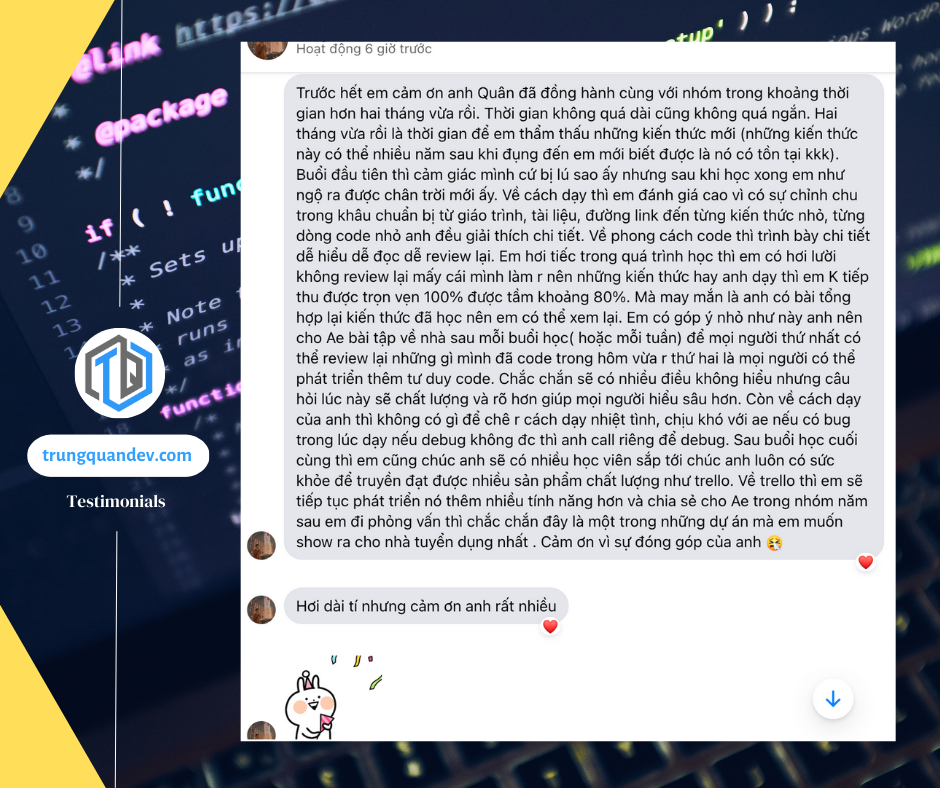 @link https://
*
* @package
*/
8
9
10
11
12
13
18
if ( ! func
/**
* Sets up
*
* Note
* runs
* as in
*/
function
etup' ) ) :
TQ
trungquandev.com
Testimonials
Hoạt động 6 giờ trước
Trước hết em cảm ơn anh Quân đã đồng hành cùng với nhóm trong khoảng thời
gian hơn hai tháng vừa rồi. Thời gian không quá dài cũng không quá ngắn. Hai
tháng vừa rồi là thời gian để em thẩm thấu những kiến thức mới (những kiến thức
này có thể nhiều năm sau khi đụng đến em mới biết được là nó có tồn tại kkk).
Buổi đầu tiên thì cảm giác mình cứ bị lú sao ấy nhưng sau khi học xong em như
ngộ ra được chân trời mới ấy. Về cách dạy thì em đánh giá cao vì có sự chỉnh chu
trong khâu chuẩn bị từ giáo trình, tài liệu, đường link đến từng kiến thức nhỏ, từng
dòng code nhỏ anh đều giải thích chi tiết. Về phong cách code thì trình bày chi tiết
dễ hiểu dễ đọc dễ review lại. Em hơi tiếc trong quá trình học thì em có hơi lười
không review lại mấy cái mình làm r nên những kiến thức hay anh dạy thì em K tiếp
thu được trọn vẹn 100% được tầm khoảng 80%. Mà may mắn là anh có bài tổng
hợp lại kiến thức đã học nên em có thể xem lại. Em có góp ý nhỏ như này anh nên
cho Ae bài tập về nhà sau mỗi buổi học( hoặc mỗi tuần) để mọi người thứ nhất có
thể review lại những gì mình đã code trong hôm vừa r thứ hai là mọi người có thể
phát triển thêm tư duy code. Chắc chắn sẽ có nhiều điều không hiểu nhưng câu
hỏi lúc này sẽ chất lượng và rõ hơn giúp mọi người hiểu sâu hơn. Còn về cách dạy
của anh thì không có gì để chê r cách dạy nhiệt tình, chịu khó với ae nếu có bug
trong lúc dạy nếu debug không đc thì anh call riêng để debug. Sau buổi học cuối
cùng thì em cũng chúc anh sẽ có nhiều học viên sắp tới chúc anh luôn có sức
khỏe để truyền đạt được nhiều sản phẩm chất lượng như trello. Về trello thì em sẽ
tiếp tục phát triển nó thêm nhiều tính năng hơn và chia sẻ cho Ae trong nhóm năm
sau em đi phỏng vấn thì chắc chắn đây là một trong những dự án mà em muốn
show ra cho nhà tuyển dụng nhất . Cảm ơn vì sự đóng góp của anh
Hơi dài tí nhưng cảm ơn anh rất nhiều